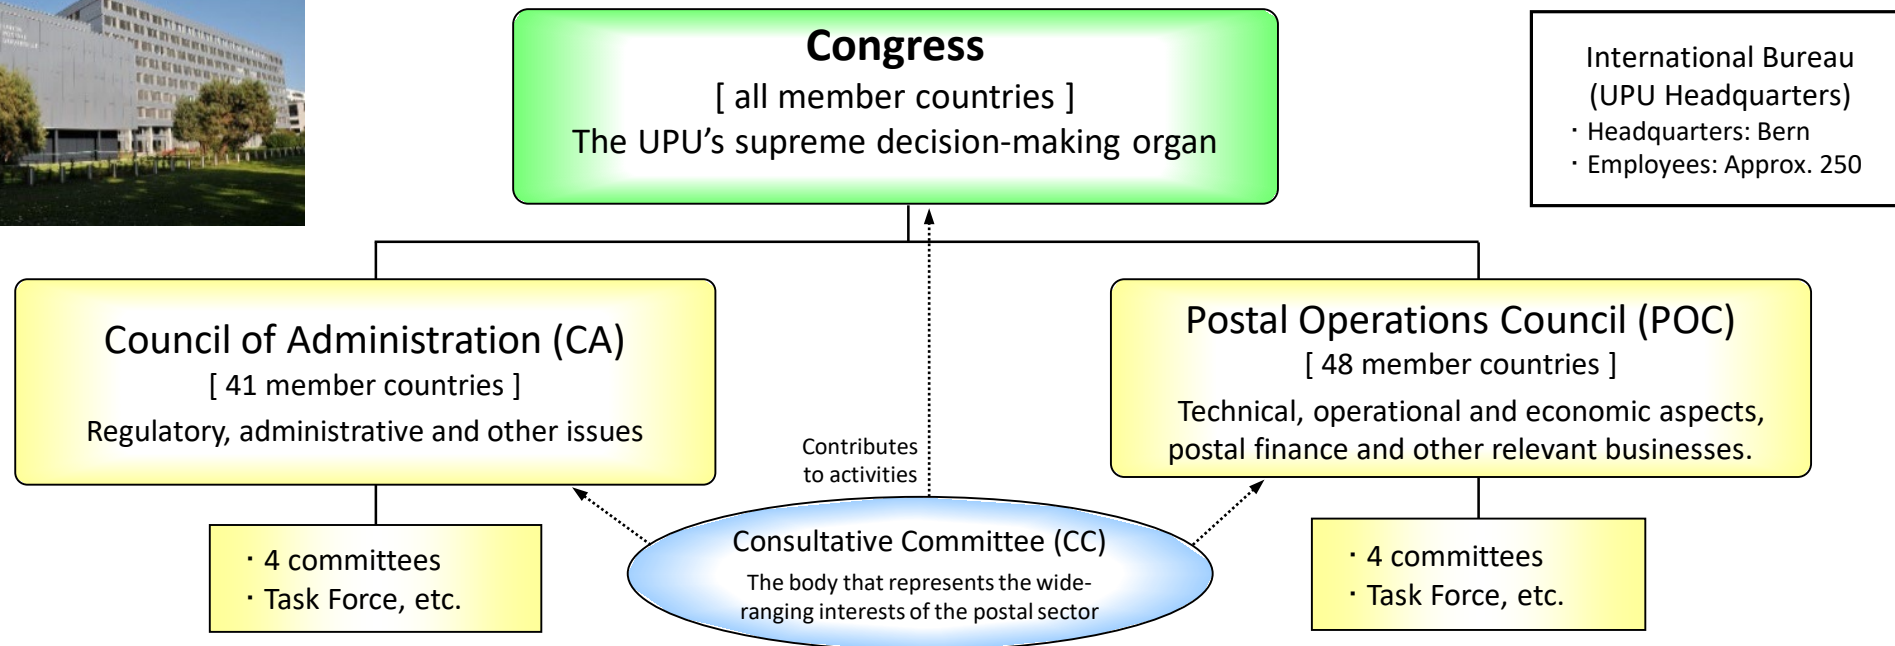 Congress
[ all member countries ]
The UPU’s supreme decision-making organ
International Bureau
(UPU Headquarters)
・Headquarters: Bern
・Employees: Approx. 250
Council of Administration (CA)
[ 41 member countries ]
Regulatory, administrative and other issues
Postal Operations Council (POC)
[ 48 member countries ]
Technical, operational and economic aspects,
postal finance and other relevant businesses.
Contributes
to activities
・4 committees
・Task Force, etc.
Consultative Committee (CC)
The body that represents the wide-
ranging interests of the postal sector
・4 committees
・Task Force, etc.